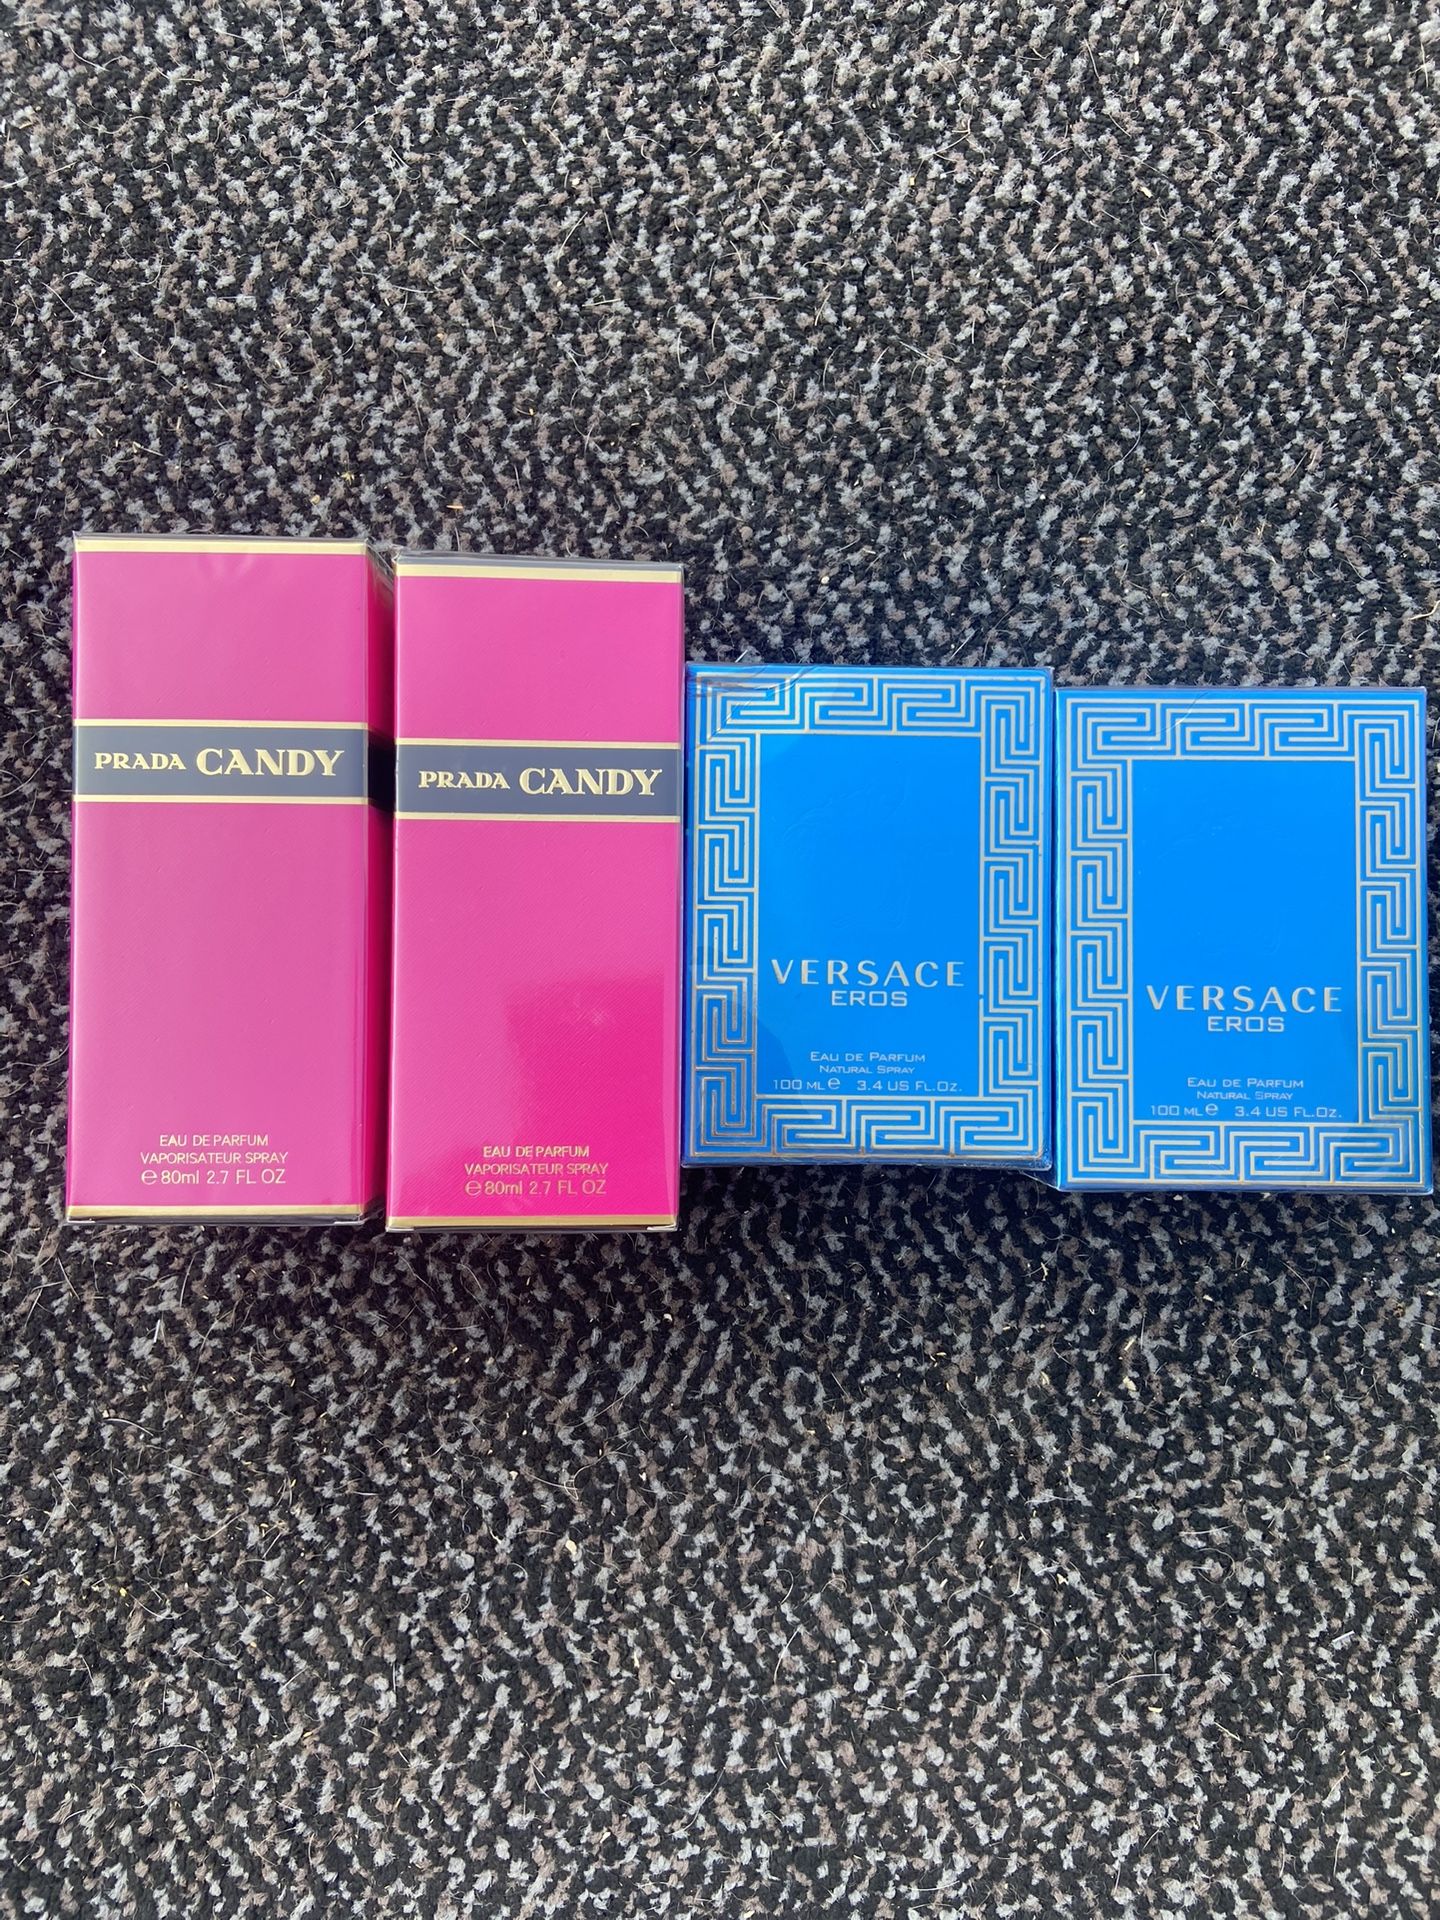 PRADA CANDY
EAU DE PARFUM
VAPORISATEUR SPRAY
℮ 80ml 2.7 FL OZ
PRADA CANDY
EAU DE PARFUM
VAPORISATEUR SPRAY
℮ 80ml 2.7 FL OZ
VERSACE
EROS
EAU DE PARFUM
NATURAL SPRAY
100 ML ℮ 3.4 US FL.OZ.
VERSACE
EROS
EAU DE PARFUM
NATURAL SPRAY
100 ML ℮ 3.4 US FL.OZ.